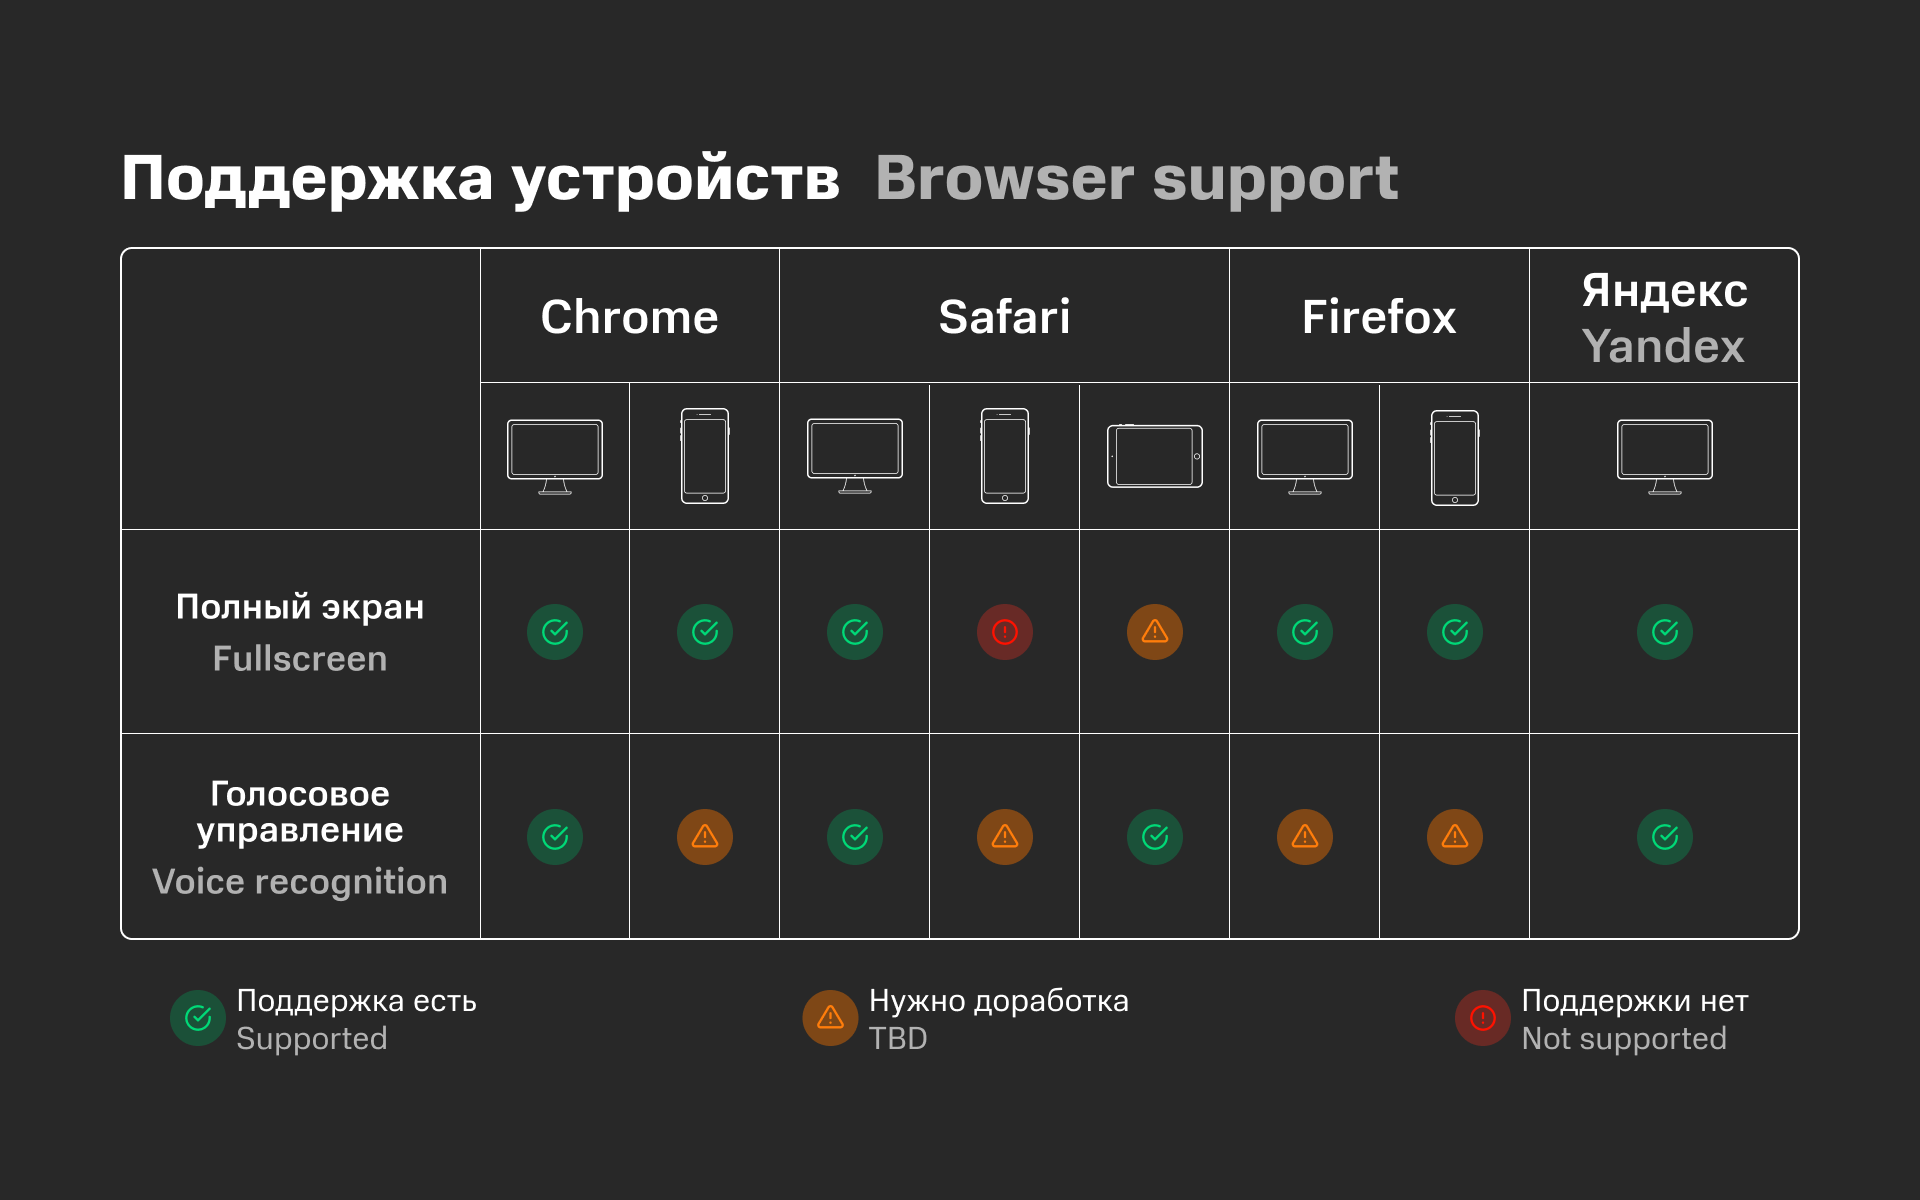 Поддержка устройств Browser support
Chrome
Safari
Firefox
Яндекс
Yandex
Полный экран
Fullscreen
Голосовое
управление
Voice recognition
Поддержка есть
Supported
Нужно доработка
TBD
Поддержки нет
Not supported